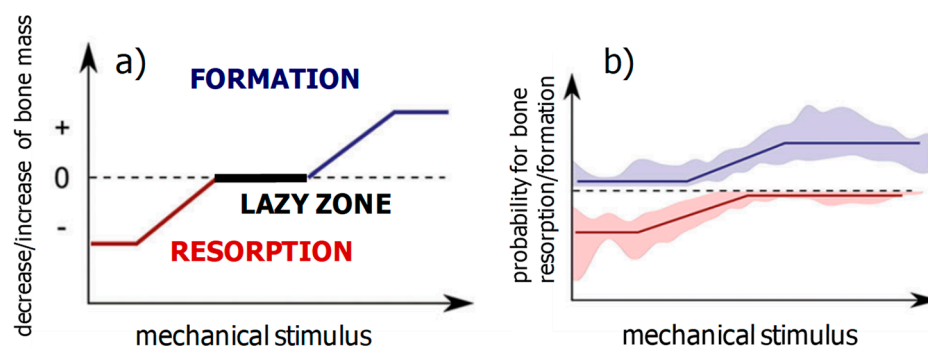 a)
decrease/increase of bone mass
FORMATION
+
0
-
LAZY ZONE
RESORPTION
mechanical stimulus
b)
probability for bone
resorption/formation
mechanical stimulus